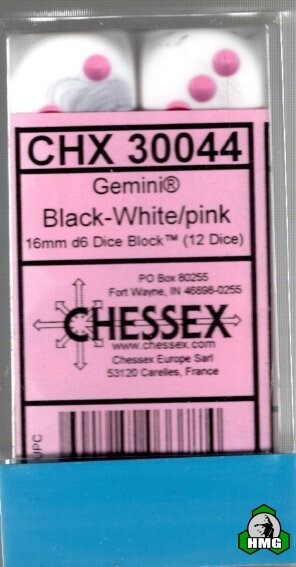 CHX 30044
Gemini®
Black-White/pink
16mm d6 Dice Block™ (12 Dice)
PO Box 80255
Fort Wayne, IN 46898-0255
CHESSEX
www.chessex.com
Chessex Europe Sarl
53120 Carelles, France
UPC
HMG